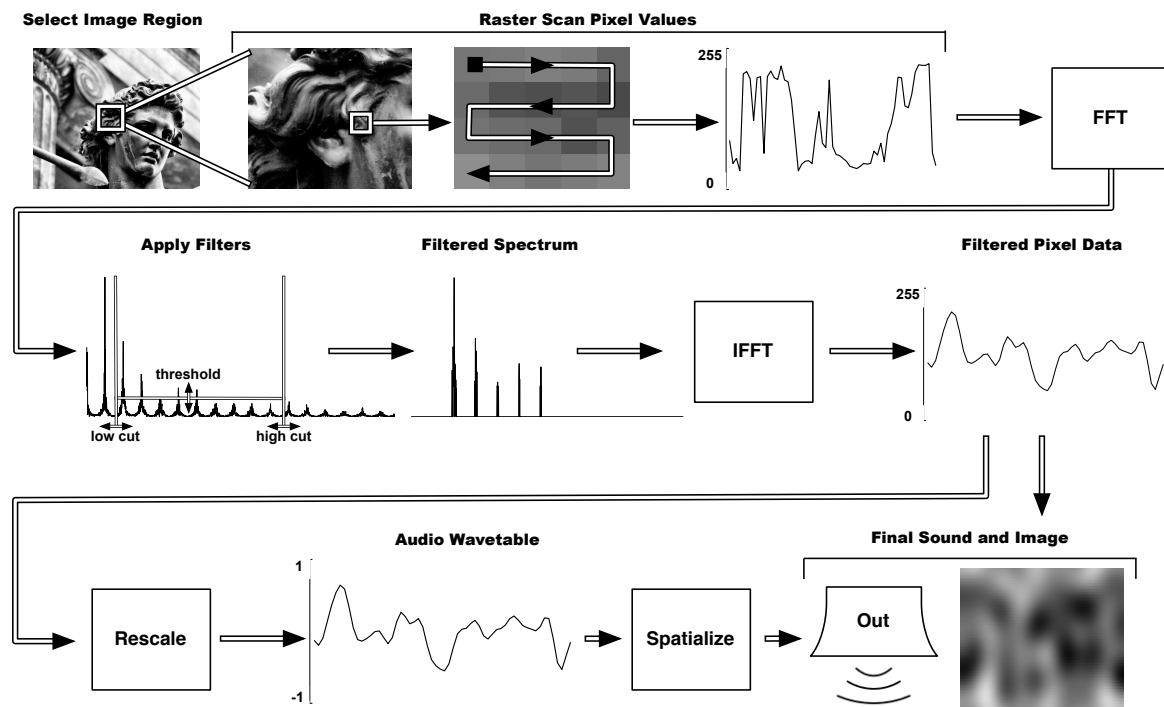 Select Image Region
Raster Scan Pixel Values
255
0
FFT
Apply Filters
Filtered Spectrum
Filtered Pixel Data
threshold
low cut
high cut
IFFT
255
0
Audio Wavetable
Final Sound and Image
Rescale
1
-1
Spatialize
Out